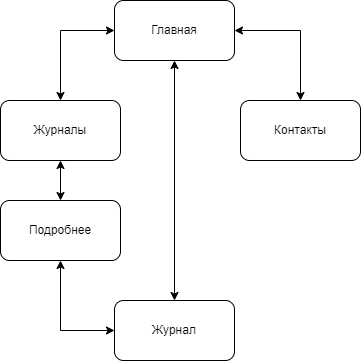 Главная
Журналы
Контакты
Подробнее
Журнал